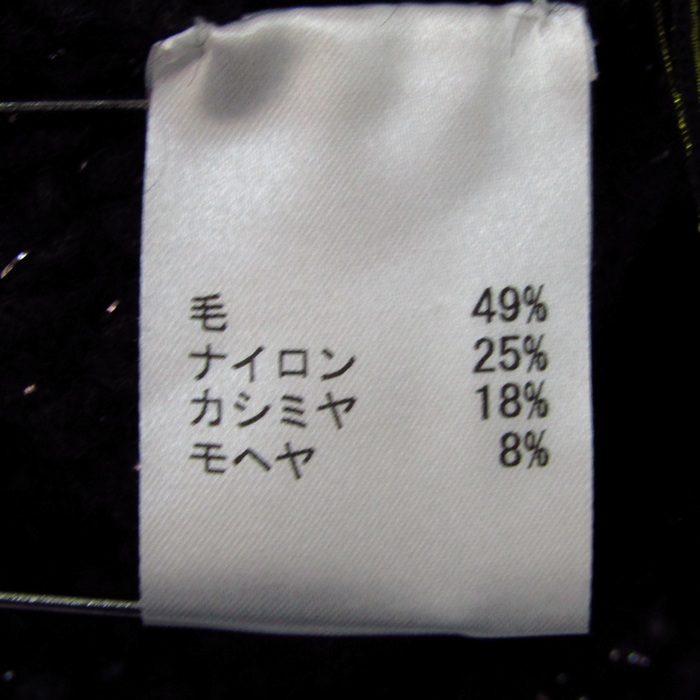 毛 49%
ナイロン 25%
カシミヤ 18%
モヘヤ 8%